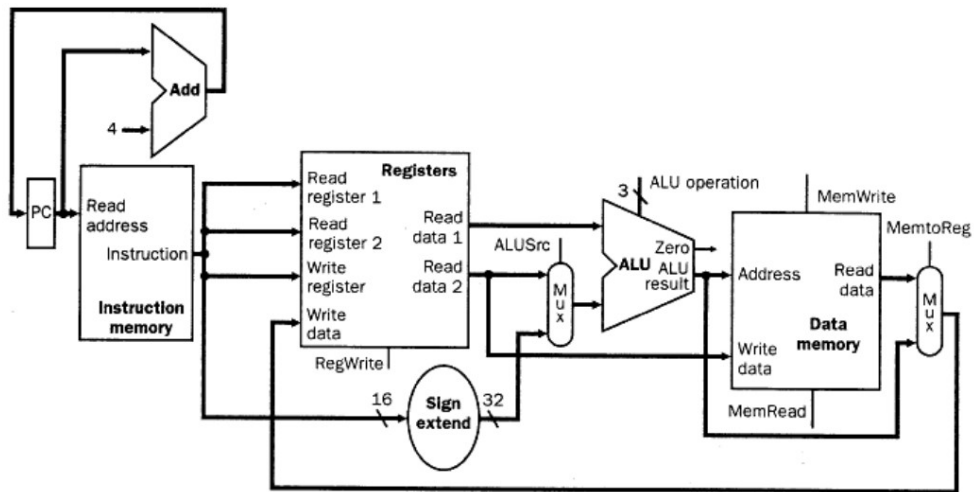 Add
4
PC
Read
address
Instruction
Instruction
memory
Registers
Read
register 1
Read
register 2
Write
register
Write
data
Read
data 1
Read
data 2
RegWrite
16
Sign
extend
32
ALUSrc
M
u
x
3
ALU operation
Zero
ALU
ALU
result
MemWrite
Address
Read
data
Data
memory
Write
data
MemRead
MemtoReg
M
u
x